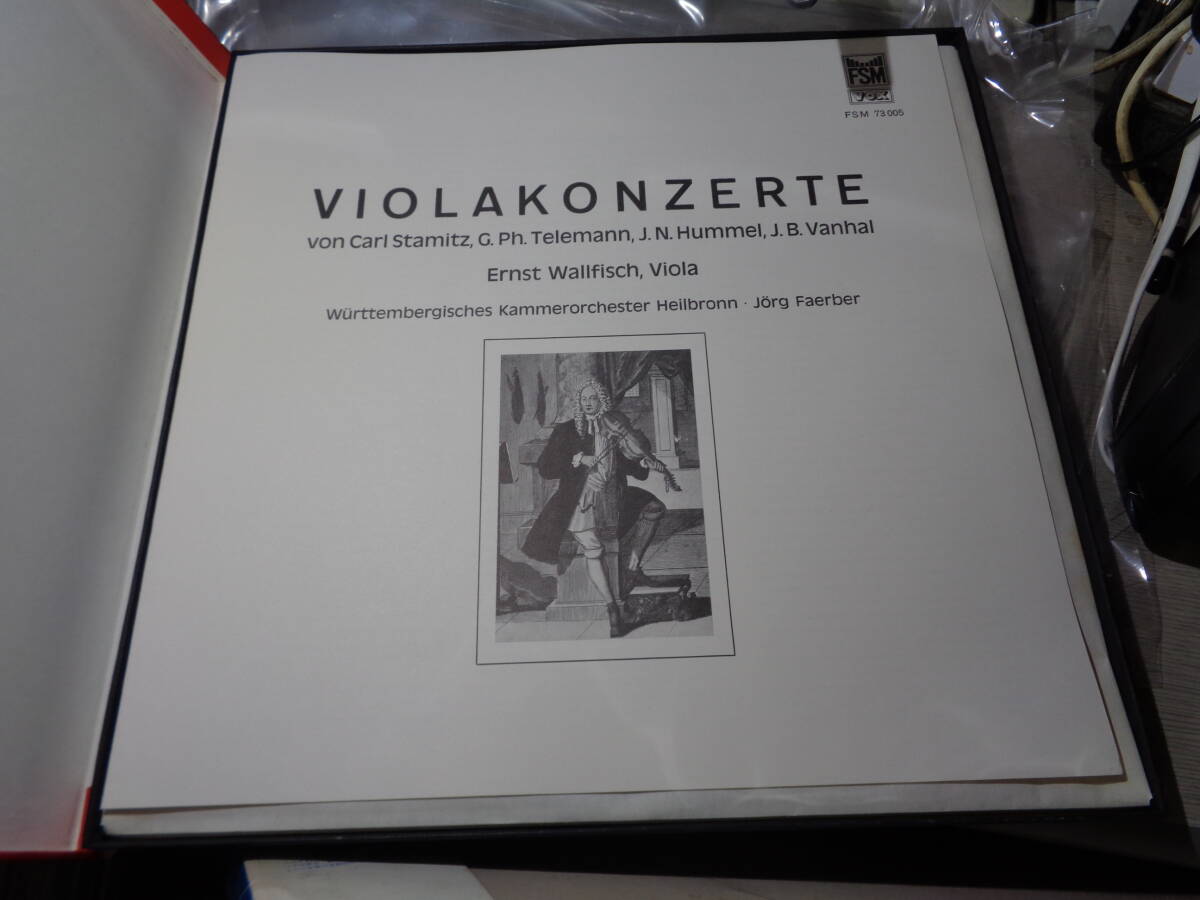 FSM
VOX
FSM 73 005
VIOLAKONZERTE
von Carl Stamitz, G. Ph. Telemann, J. N. Hummel, J. B. Vanhal
Ernst Wallfisch, Viola
Württembergisches Kammerorchester Heilbronn · Jörg Faerber